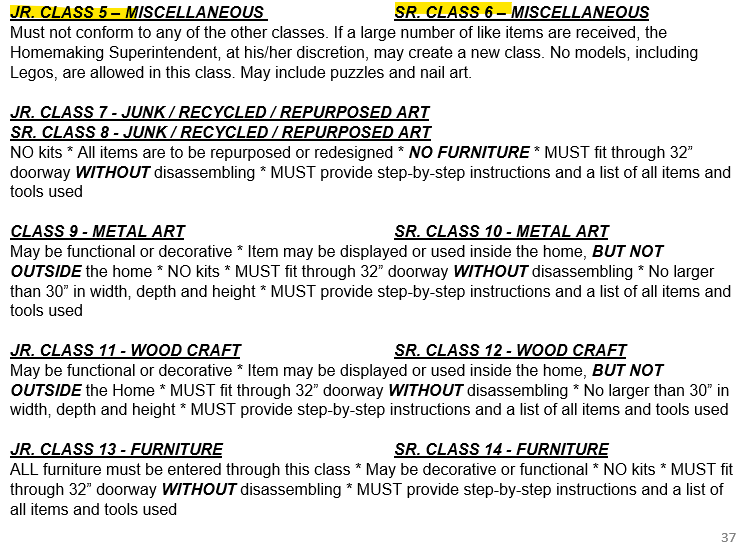 JR. CLASS 5 – MISCELLANEOUS SR. CLASS 6 – MISCELLANEOUS
Must not conform to any of the other classes. If a large number of like items are received, the
Homemaking Superintendent, at his/her discretion, may create a new class. No models, including
Legos, are allowed in this class. May include puzzles and nail art.
JR. CLASS 7 - JUNK / RECYCLED / REPURPOSED ART
SR. CLASS 8 - JUNK / RECYCLED / REPURPOSED ART
NO kits * All items are to be repurposed or redesigned * NO FURNITURE * MUST fit through 32”
doorway WITHOUT disassembling * MUST provide step-by-step instructions and a list of all items and
tools used
CLASS 9 - METAL ART SR. CLASS 10 - METAL ART
May be functional or decorative * Item may be displayed or used inside the home, BUT NOT
OUTSIDE the home * NO kits * MUST fit through 32” doorway WITHOUT disassembling * No larger
than 30” in width, depth and height * MUST provide step-by-step instructions and a list of all items and
tools used
JR. CLASS 11 - WOOD CRAFT SR. CLASS 12 - WOOD CRAFT
May be functional or decorative * Item may be displayed or used inside the home, BUT NOT
OUTSIDE the Home * MUST fit through 32” doorway WITHOUT disassembling * No larger than 30” in
width, depth and height * MUST provide step-by-step instructions and a list of all items and tools used
JR. CLASS 13 - FURNITURE SR. CLASS 14 - FURNITURE
ALL furniture must be entered through this class * May be decorative or functional * NO kits * MUST fit
through 32” doorway WITHOUT disassembling * MUST provide step-by-step instructions and a list of
all items and tools used
37